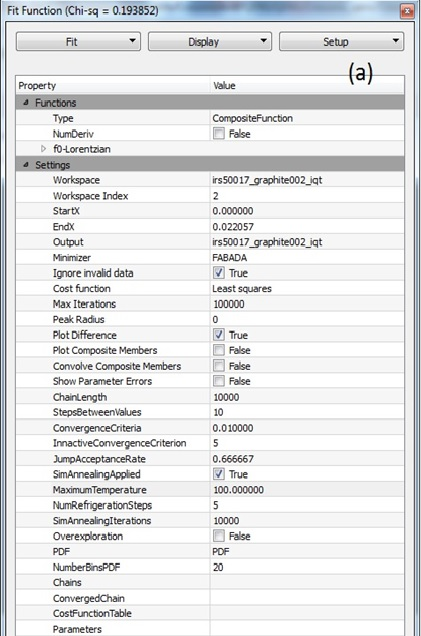 Fit Function (Chi-sq = 0.193852)
Fit Display Setup
(a)
Property Value
Functions
Type CompositeFunction
NumDeriv False
f0-Lorentzian
Settings
Workspace irs50017_graphite002_iqt
Workspace Index 2
StartX 0.000000
EndX 0.022057
Output irs50017_graphite002_iqt
Minimizer FABADA
Ignore invalid data True
Cost function Least squares
Max Iterations 100000
Peak Radius 0
Plot Difference True
Plot Composite Members False
Convolve Composite Members False
Show Parameter Errors False
ChainLength 10000
StepsBetweenValues 10
ConvergenceCriteria 0.010000
InnactiveConvergenceCriterion 5
JumpAcceptanceRate 0.666667
SimAnnealingApplied True
MaximumTemperature 100.000000
NumRefrigerationSteps 5
SimAnnealingIterations 10000
Overexploration False
PDF PDF
NumberBinsPDF 20
Chains
ConvergedChain
CostFunctionTable
Parameters